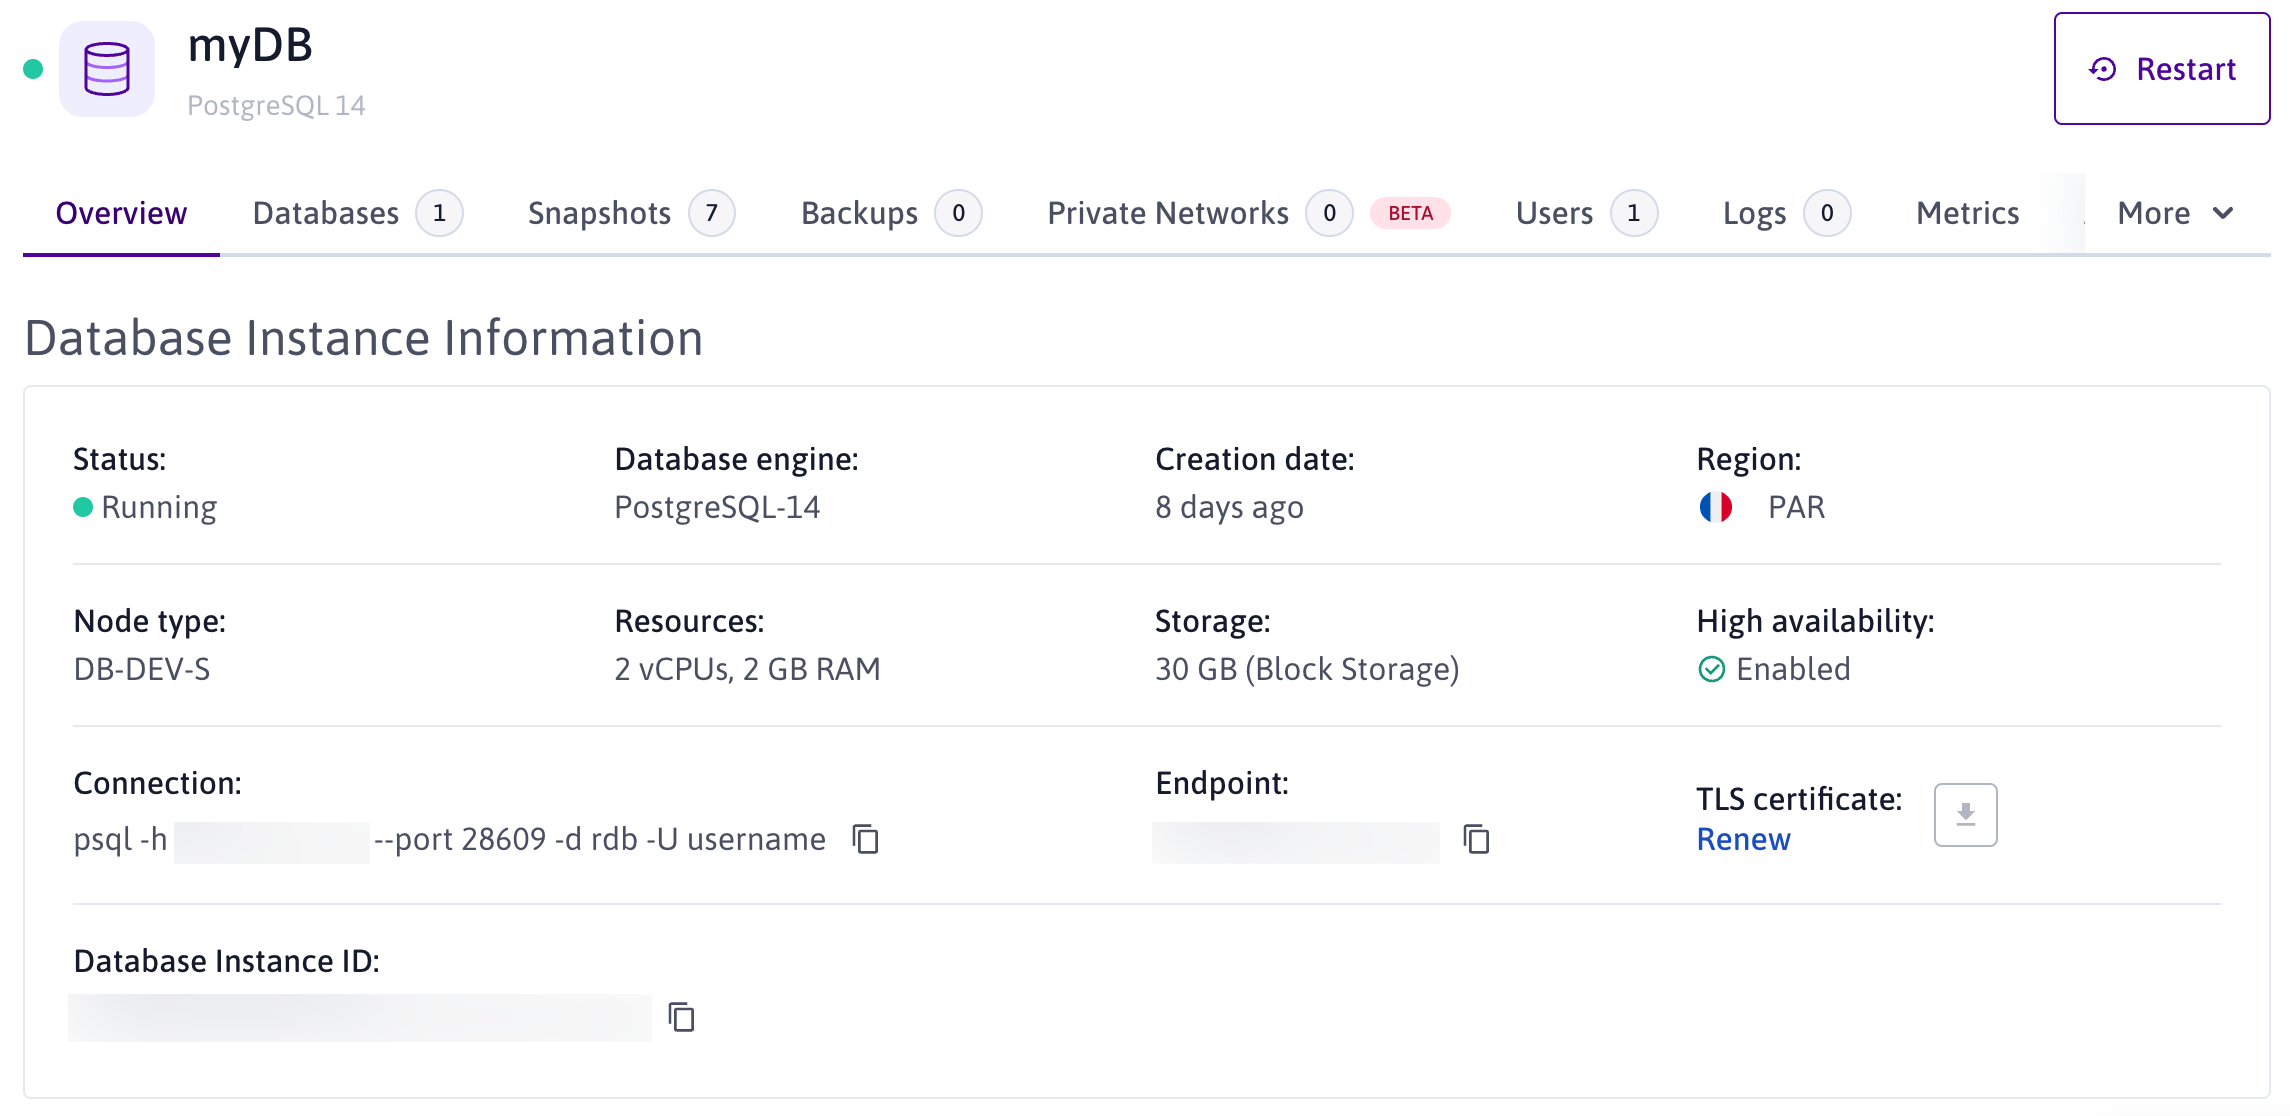 myDB
PostgreSQL 14
Restart
Overview Databases 1 Snapshots 7 Backups 0 Private Networks 0 BETA Users 1 Logs 0 Metrics More
Database Instance Information
Status: Database engine: Creation date: Region:
Running PostgreSQL-14 8 days ago PAR
Node type: Resources: Storage: High availability:
DB-DEV-S 2 vCPUs, 2 GB RAM 30 GB (Block Storage) Enabled
Connection: Endpoint: TLS certificate:
psql -h --port 28609 -d rdb -U username Renew
Database Instance ID: